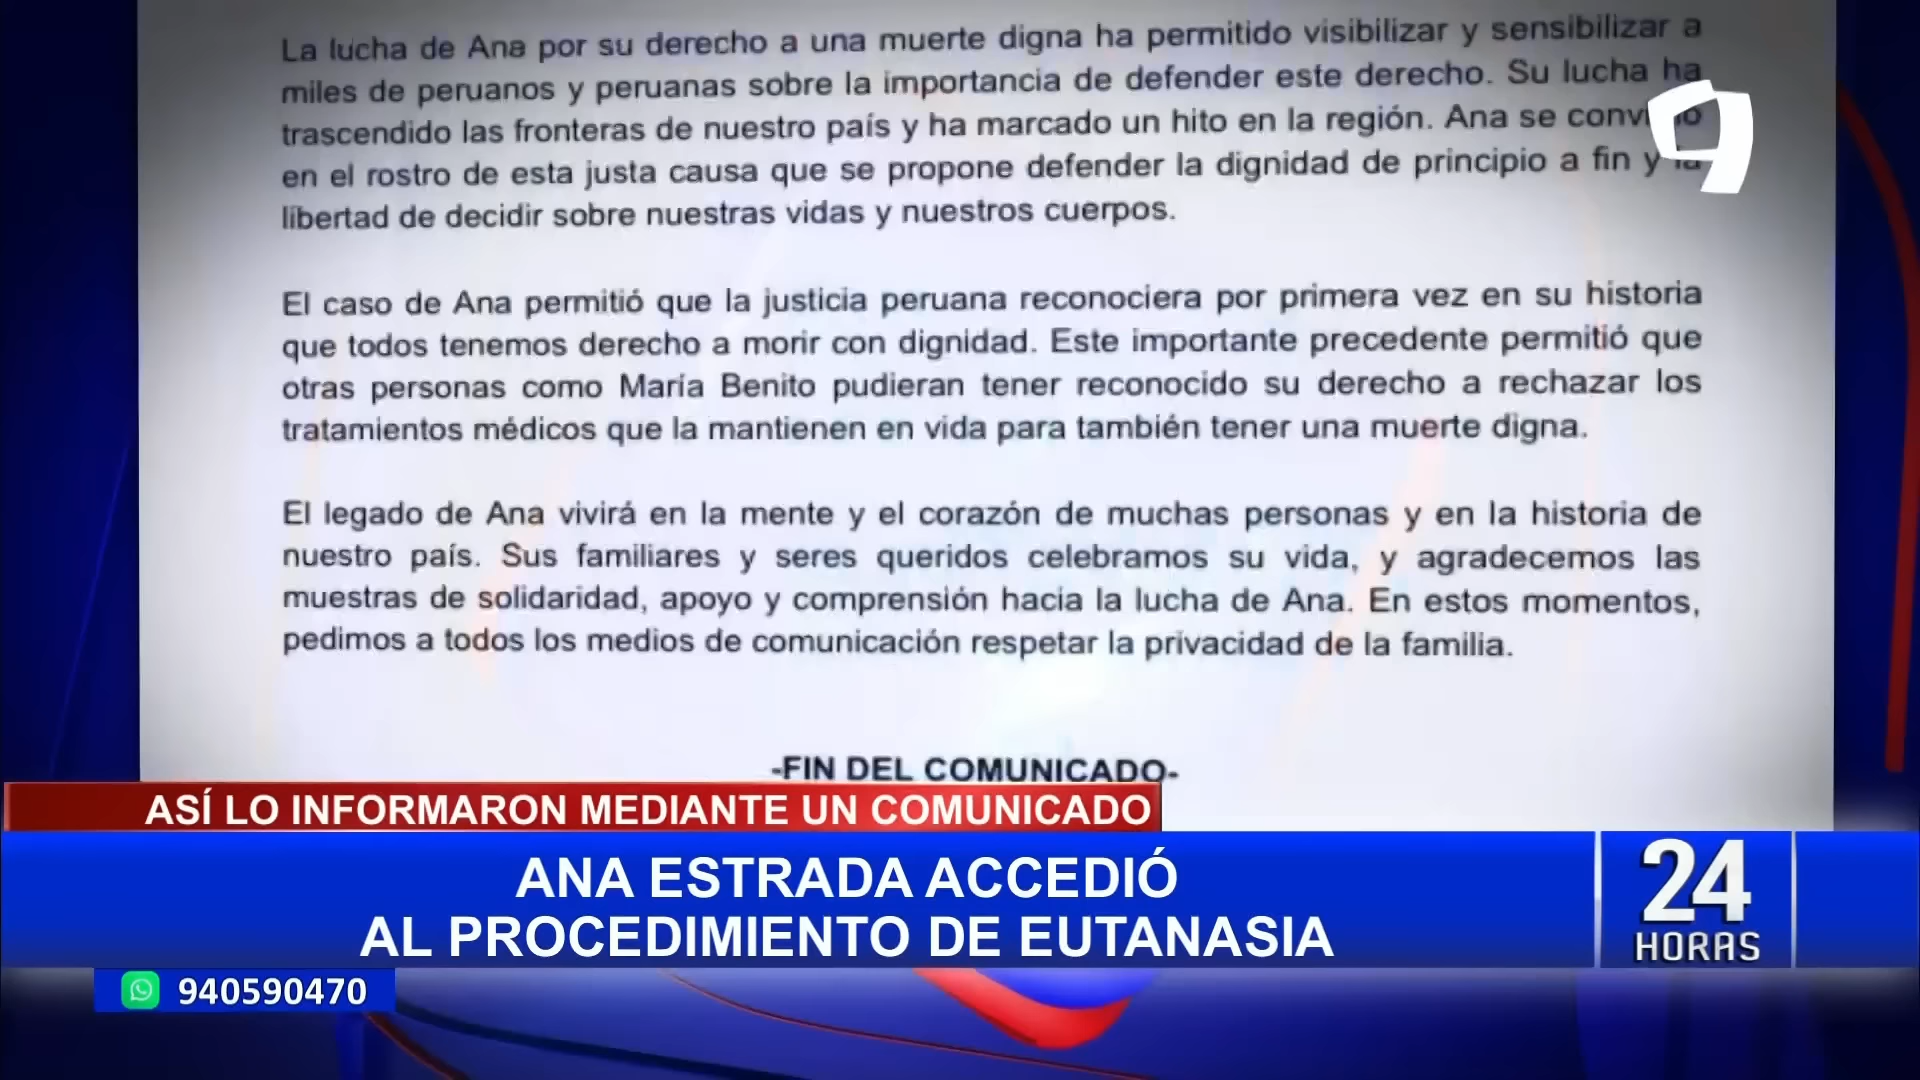 La lucha de Ana por su derecho a una muerte digna ha permitido visibilizar y sensibilizar a
miles de peruanos y peruanas sobre la importancia de defender este derecho. Su lucha ha
trascendido las fronteras de nuestro país y ha marcado un hito en la región. Ana se
en el rostro de esta justa causa que se propone defender la dignidad de principio a fin y la
libertad de decidir sobre nuestras vidas y nuestros cuerpos.
El caso de Ana permitió que la justicia peruana reconociera por primera vez en su historia
que todos tenemos derecho a morir con dignidad. Este importante precedente permitió que
otras personas como María Benito pudieran tener reconocido su derecho a rechazar los
tratamientos médicos que la mantienen en vida para también tener una muerte digna.
El legado de Ana vivirá en la mente y el corazón de muchas personas y en la historia de
nuestro país. Sus familiares y seres queridos celebramos su vida, y agradecemos las
muestras de solidaridad, apoyo y comprensión hacia la lucha de Ana. En estos momentos,
pedimos a todos los medios de comunicación respetar la privacidad de la familia.
-FIN DEL COMUNICADO-
ASÍ LO INFORMARON MEDIANTE UN COMUNICADO
ANA ESTRADA ACCEDIÓ
AL PROCEDIMIENTO DE EUTANASIA
24
HORAS
940590470